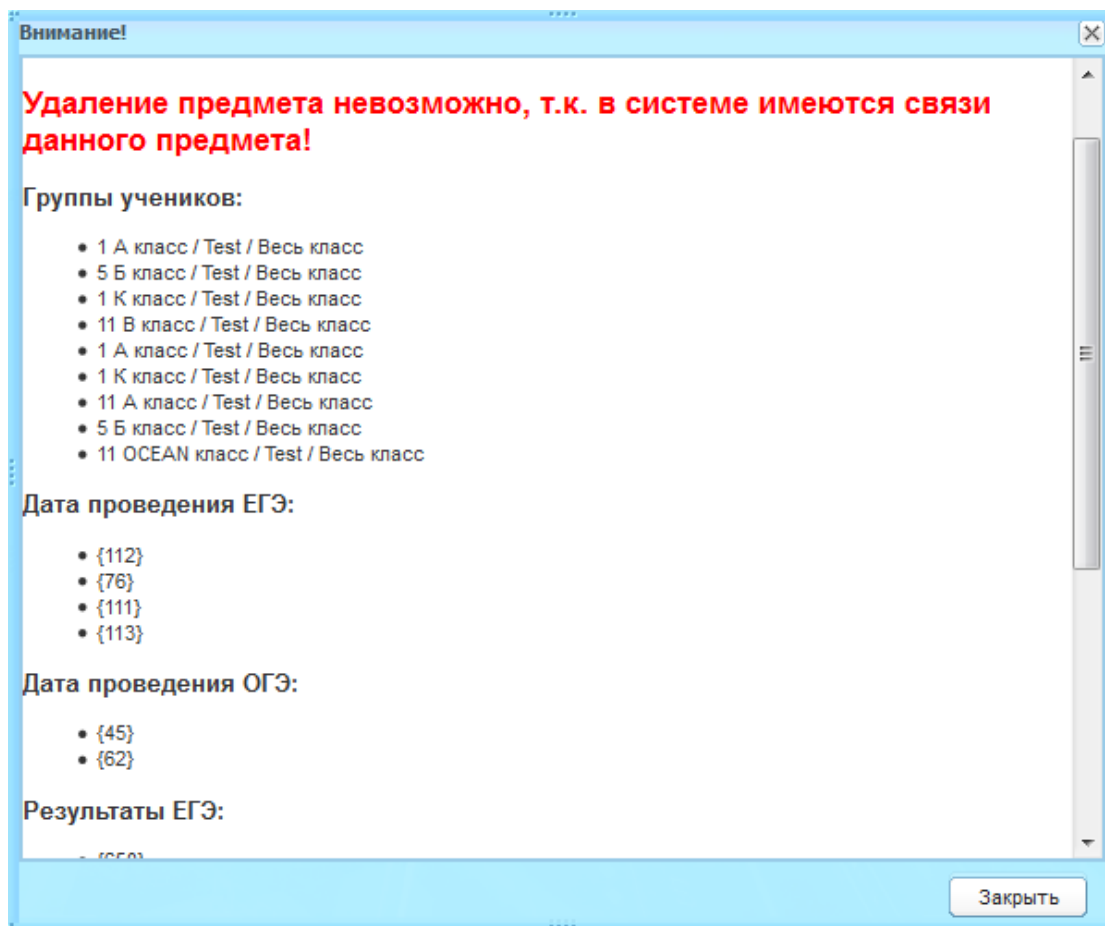 Внимание!
Удаление предмета невозможно, т.к. в системе имеются связи
данного предмета!
Группы учеников:
• 1 А класс / Test / Весь класс
• 5 Б класс / Test / Весь класс
• 1 К класс / Test / Весь класс
• 11 В класс / Test / Весь класс
• 1 А класс / Test / Весь класс
• 1 К класс / Test / Весь класс
• 11 А класс / Test / Весь класс
• 5 Б класс / Test / Весь класс
• 11 OCEAN класс / Test / Весь класс
Дата проведения ЕГЭ:
• {112}
• {76}
• {111}
• {113}
Дата проведения ОГЭ:
• {45}
• {62}
Результаты ЕГЭ:
Закрыть